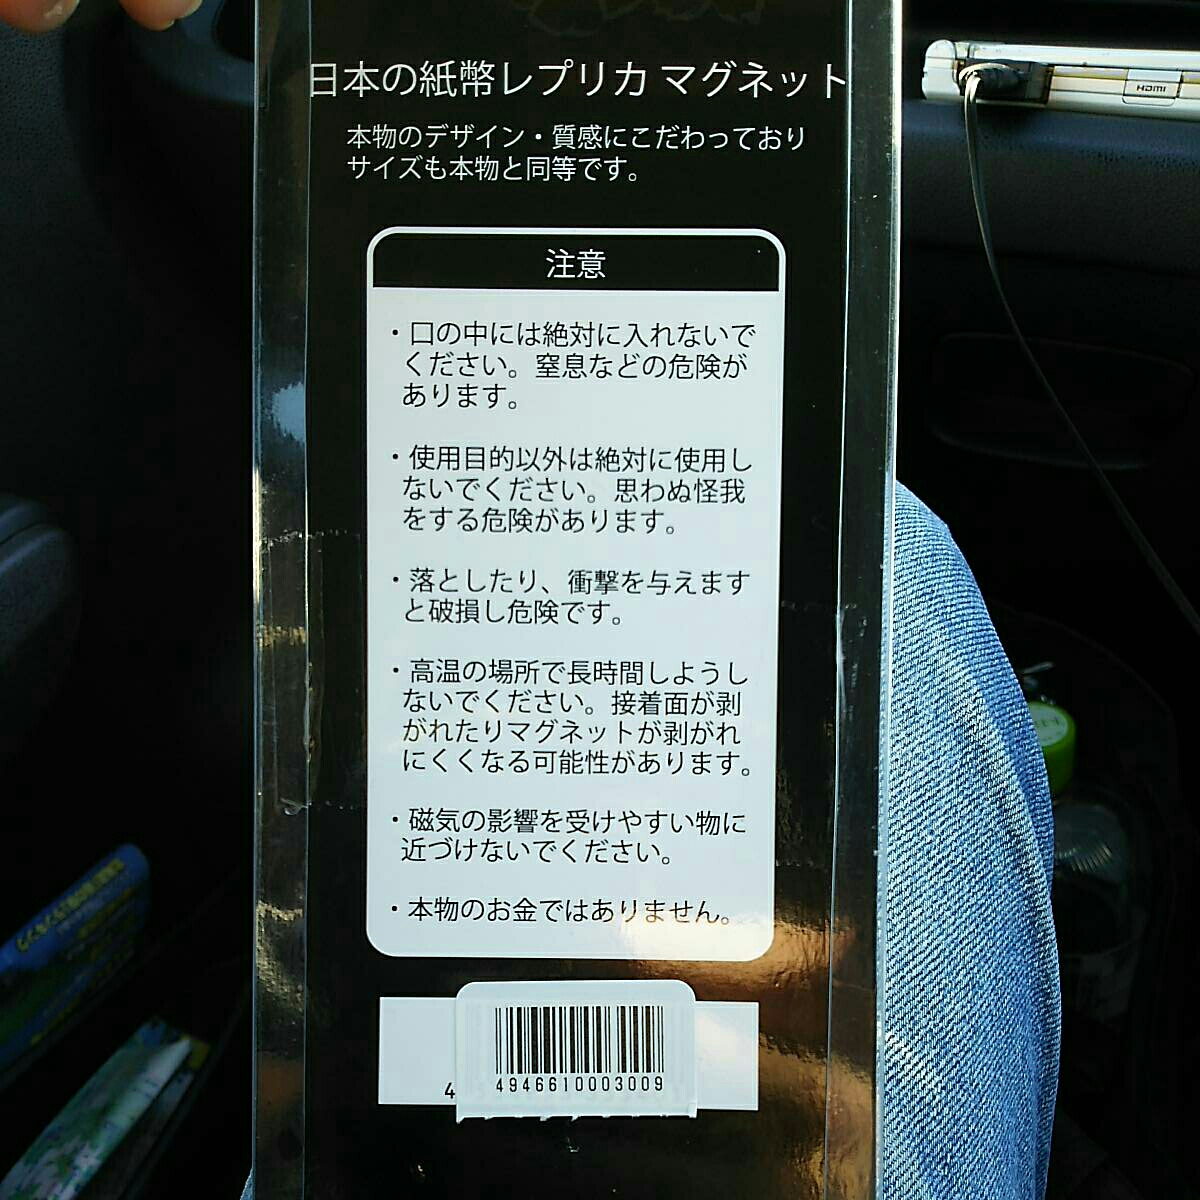 HDMI
日本の紙幣レプリカ マグネット
本物のデザイン・質感にこだわっており
サイズも本物と同等です。
注意
・口の中には絶対に入れないで
ください。窒息などの危険が
あります。
・使用目的以外は絶対に使用し
ないでください。思わぬ怪我
をする危険があります。
・落としたり、衝撃を与えます
と破損し危険です。
・高温の場所で長時間しようし
ないでください。接着面が剥
がれたりマグネットが剥がれ
にくくなる可能性があります。
・磁気の影響を受けやすい物に
近づけないでください。
・本物のお金ではありません。
4946610003009
4